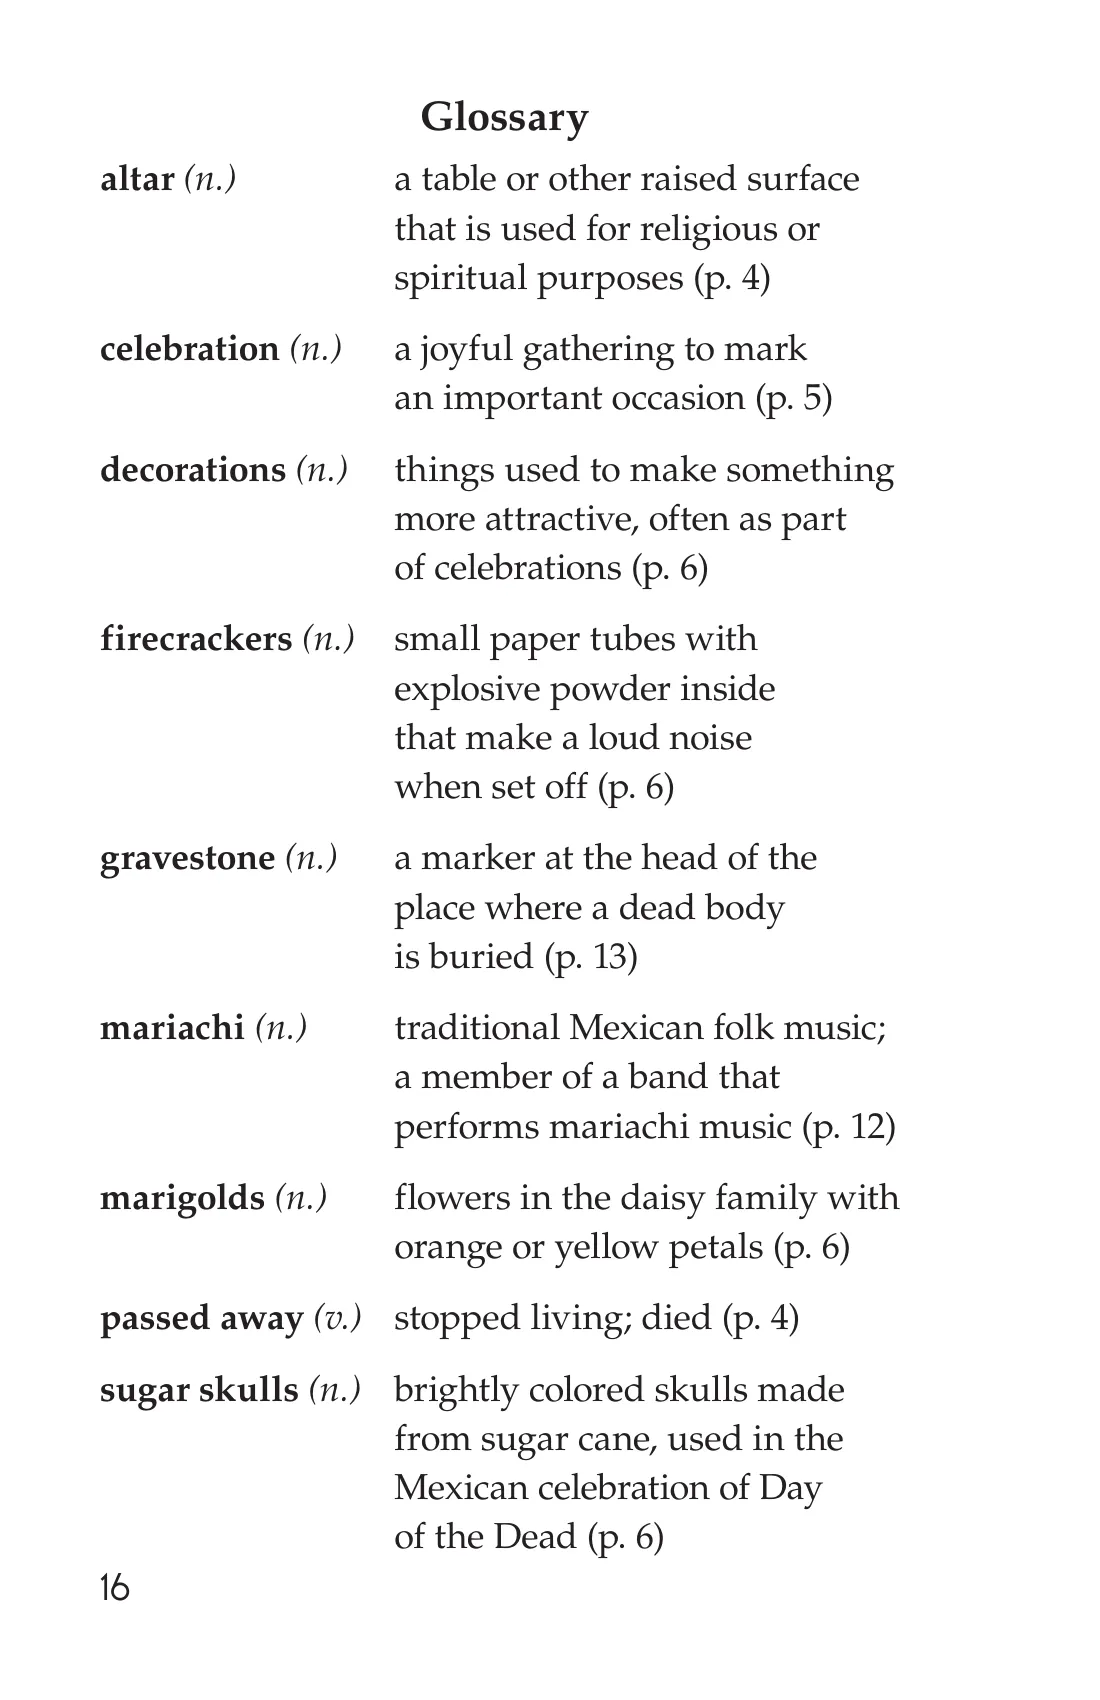 Glossary
altar (n.) a table or other raised surface
that is used for religious or
spiritual purposes (p. 4)
celebration (n.) a joyful gathering to mark
an important occasion (p. 5)
decorations (n.) things used to make something
more attractive, often as part
of celebrations (p. 6)
firecrackers (n.) small paper tubes with
explosive powder inside
that make a loud noise
when set off (p. 6)
gravestone (n.) a marker at the head of the
place where a dead body
is buried (p. 13)
mariachi (n.) traditional Mexican folk music;
a member of a band that
performs mariachi music (p. 12)
marigolds (n.) flowers in the daisy family with
orange or yellow petals (p. 6)
passed away (v.) stopped living; died (p. 4)
sugar skulls (n.) brightly colored skulls made
from sugar cane, used in the
Mexican celebration of Day
of the Dead (p. 6)
16